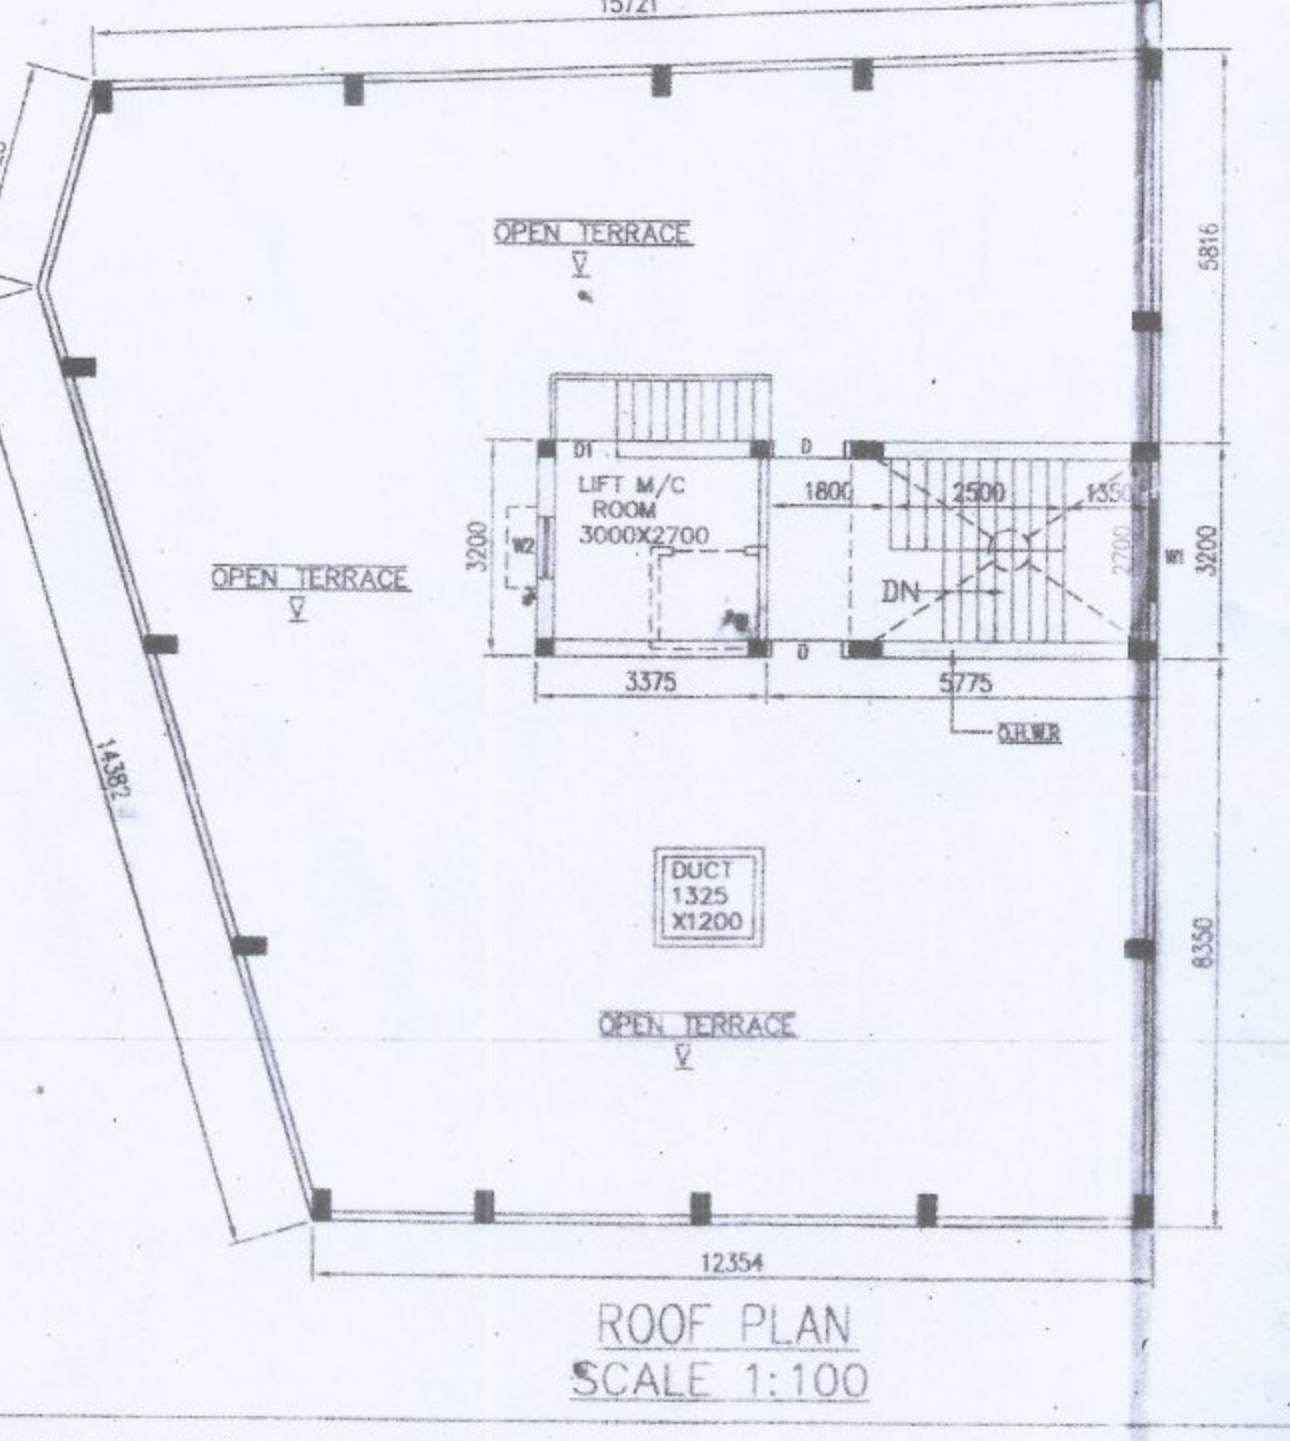 15721
5816
OPEN TERRACE
D1
D
LIFT M/C
ROOM
3000X2700
1800
2500
1350
3200
W2
2700
W1
3200
OPEN TERRACE
DN
D
3375
5775
O.H.W.R
14382
DUCT
1325
X1200
8350
OPEN TERRACE
12354
ROOF PLAN
SCALE 1:100